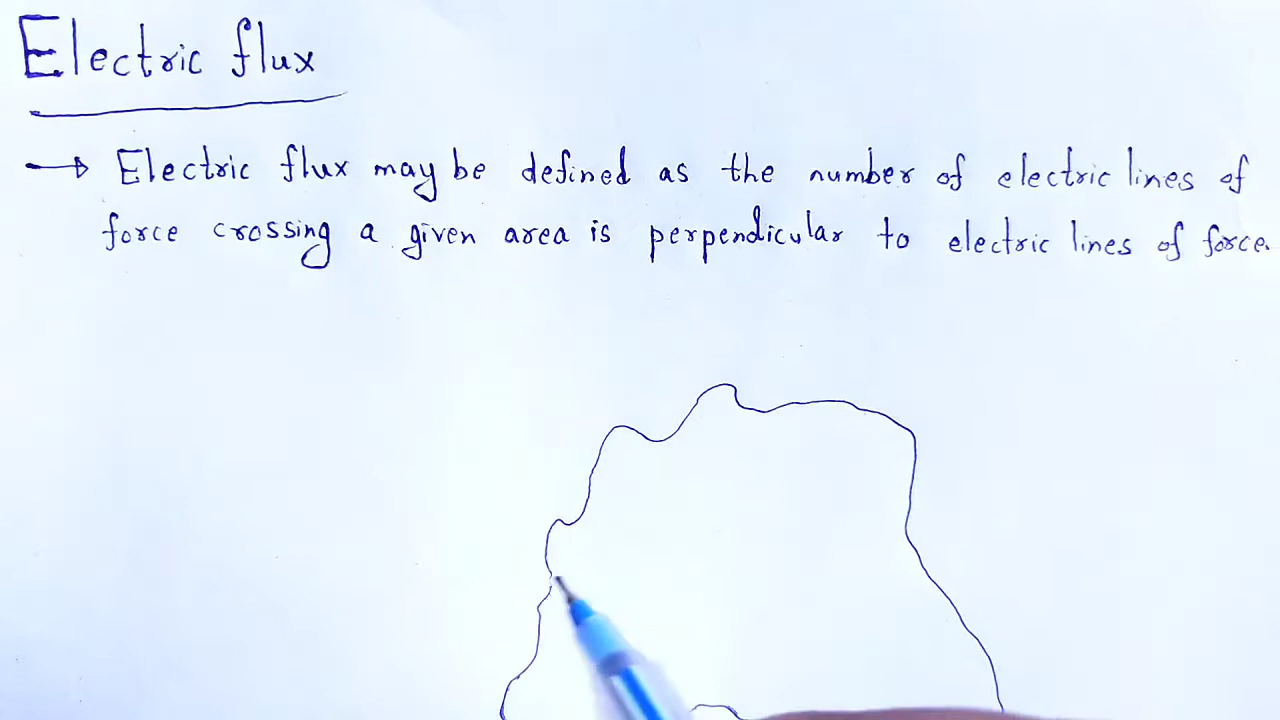 Electric flux
→ Electric flux may be defined as the number of electric lines of
force crossing a given area is perpendicular to electric lines of force.